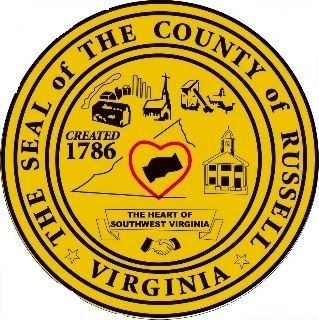 THE SEAL of THE COUNTY of RUSSELL
VIRGINIA
CREATED
1786
THE HEART OF
SOUTHWEST VIRGINIA